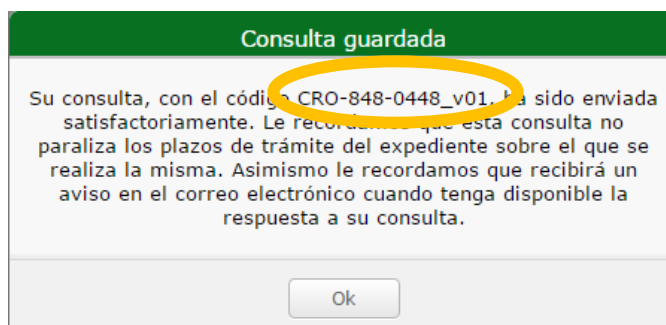 Consulta guardada
Su consulta, con el código CRO-848-0448_v01, ha sido enviada
satisfactoriamente. Le recordamos que esta consulta no
paraliza los plazos de trámite del expediente sobre el que se
realiza la misma. Asimismo le recordamos que recibirá un
aviso en el correo electrónico cuando tenga disponible la
respuesta a su consulta.
Ok